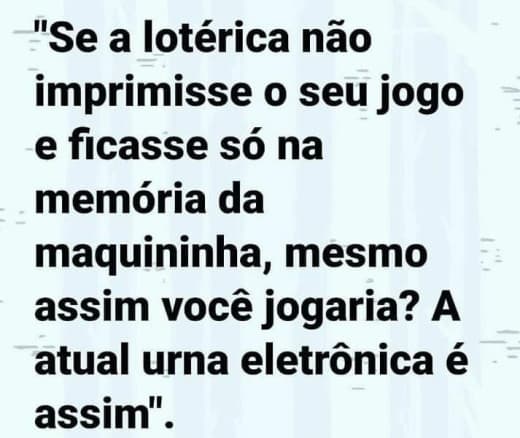 "Se a lotérica não
imprimisse o seu jogo
e ficasse só na
memória da
maquininha, mesmo
assim você jogaria? A
atual urna eletrônica é
assim".